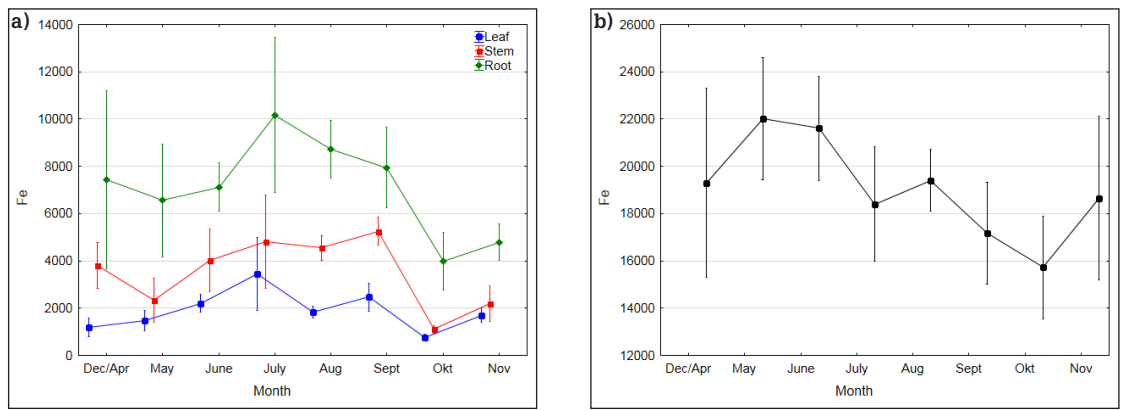 a)
14000
12000
10000
8000
6000
4000
2000
0
Fe
Leaf
Stem
Root
Dec/Apr May June July Aug Sept Okt Nov
Month
b)
26000
24000
22000
20000
18000
16000
14000
12000
Fe
Dec/Apr May June July Aug Sept Okt Nov
Month